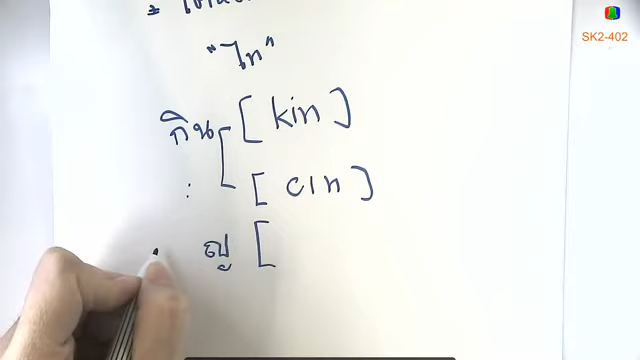 SK2-402
"ไท"
กิน [ kin ]
: [ cin ]
ญู [